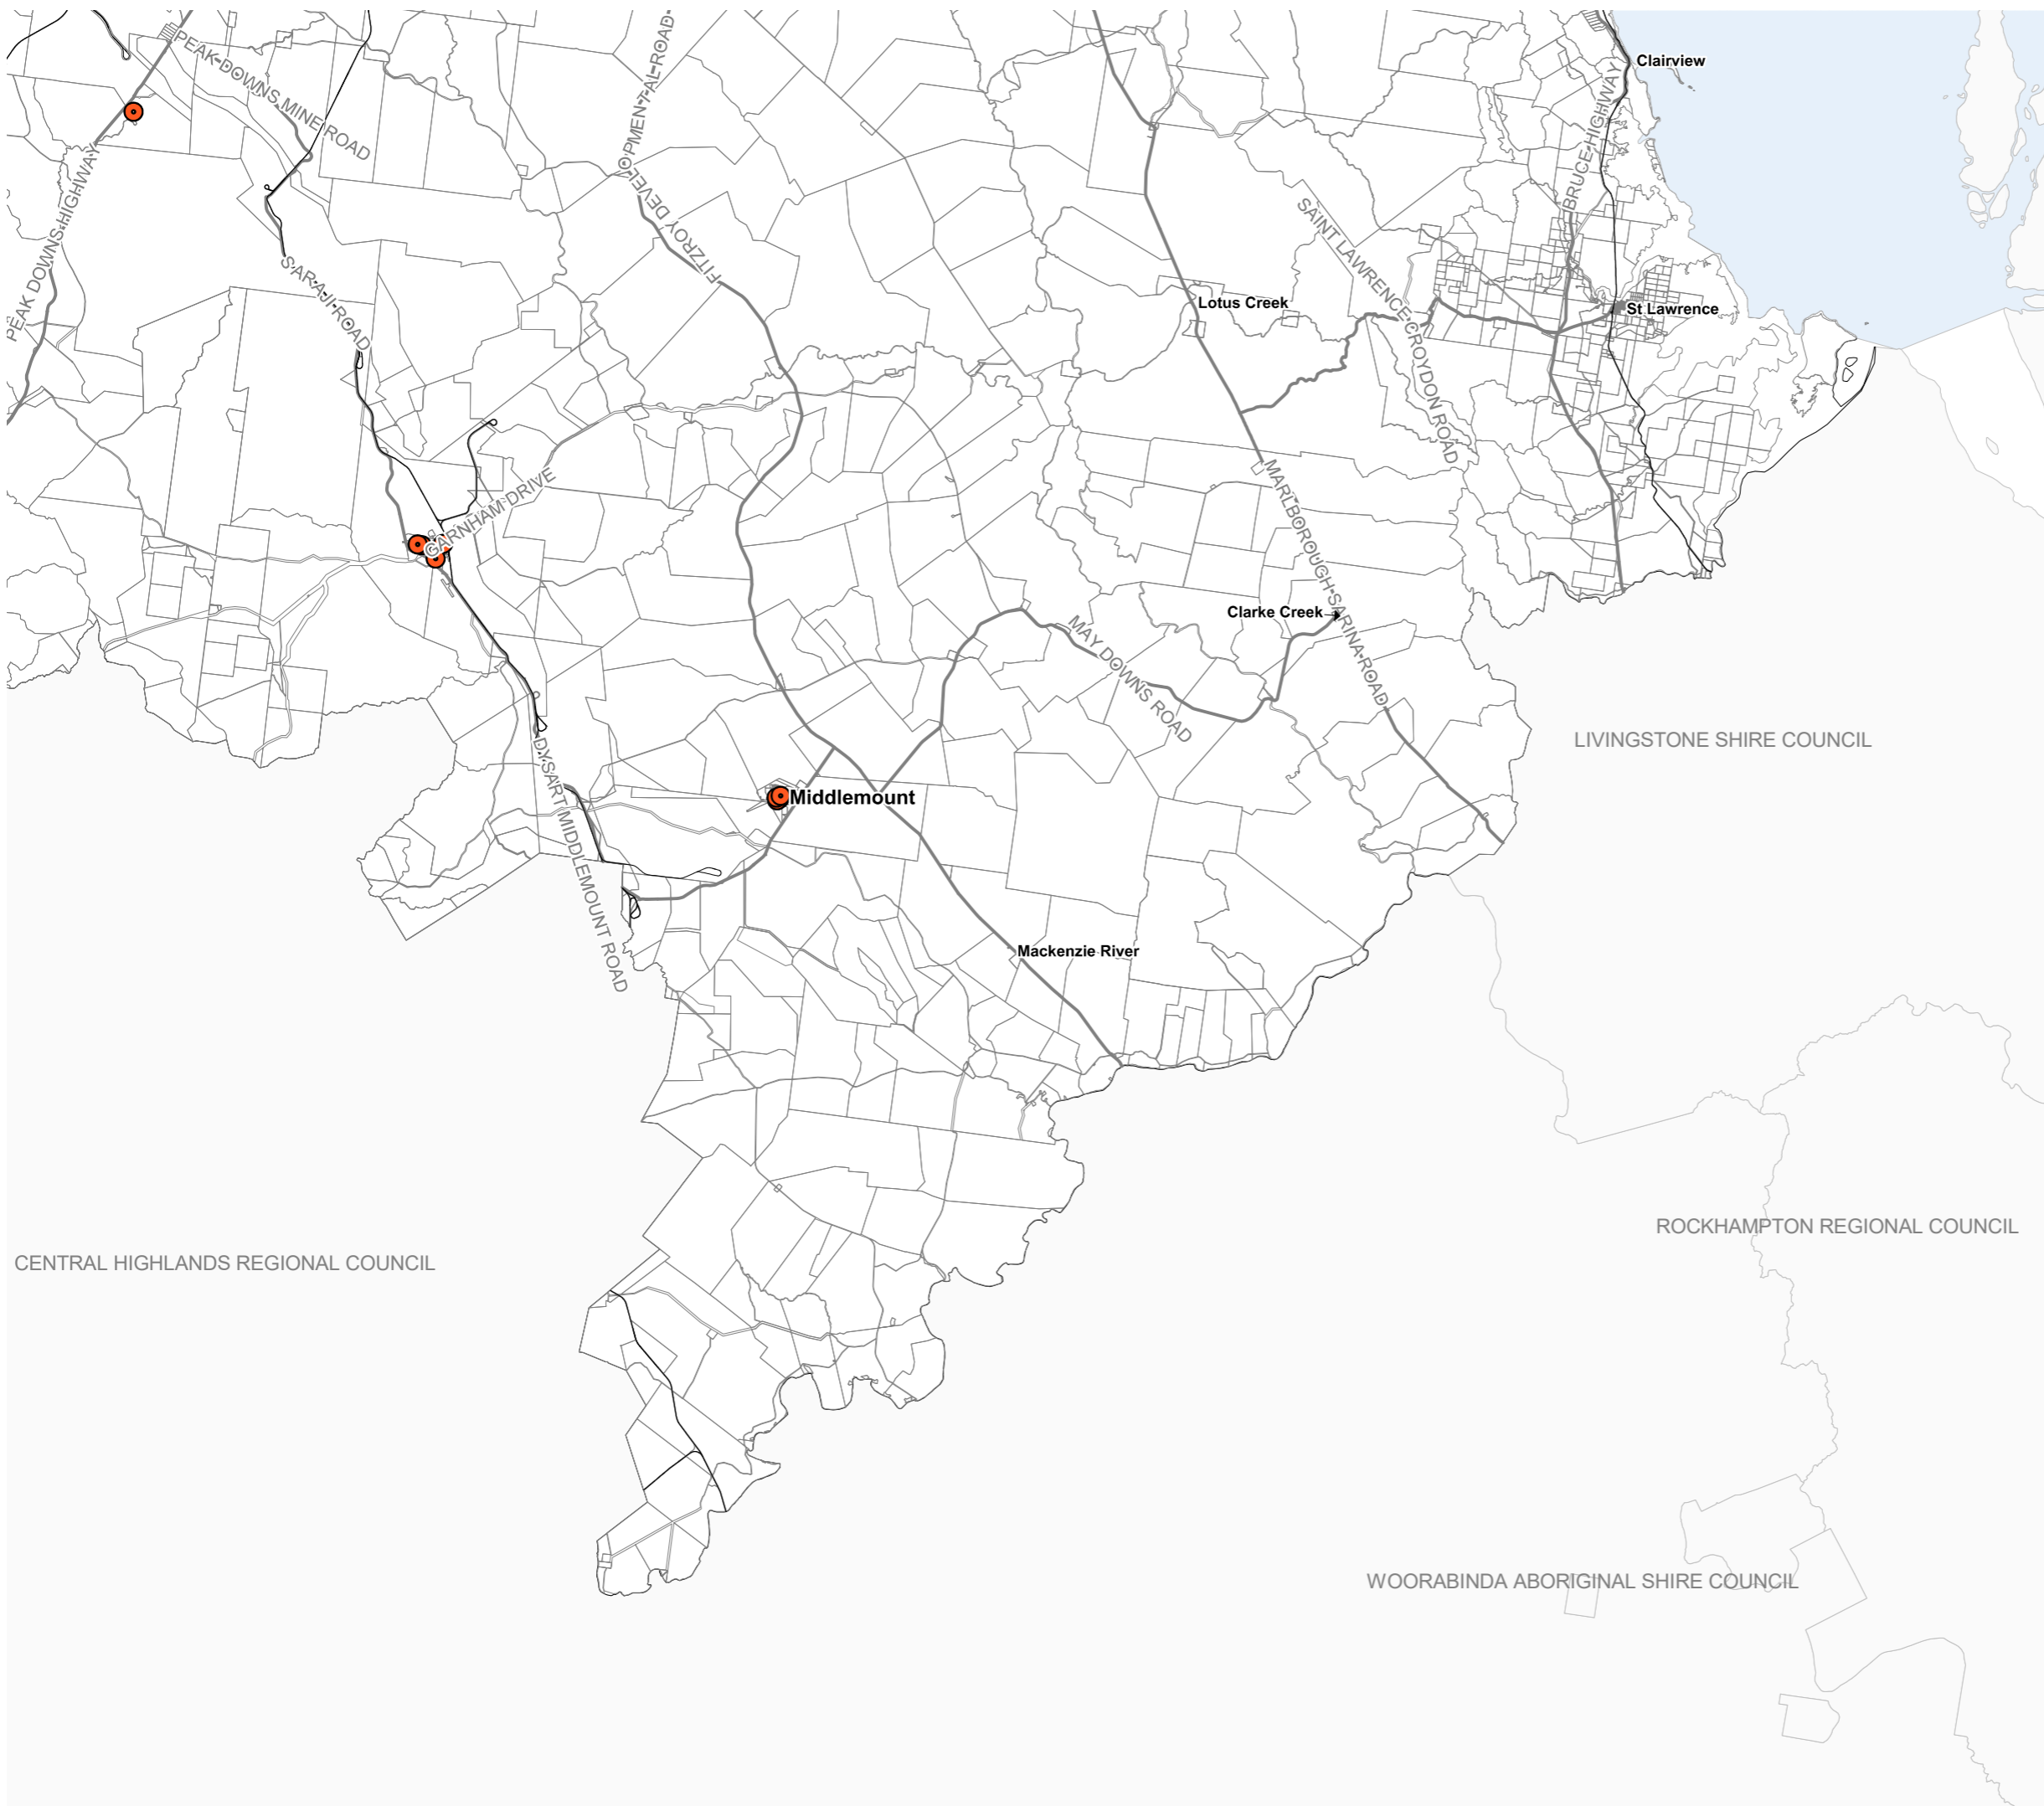 PEAK DOWNS MINE ROAD
PEAK DOWNS HIGHWAY
FITZROY DEVELOPMENTAL ROAD
Clairview
BRUCE HIGHWAY
SARAJI ROAD
SAINT LAWRENCE CROYDON ROAD
Lotus Creek
St Lawrence
GARNHAM DRIVE
MARLBOROUGH SARINA ROAD
Clarke Creek
MAY DOWNS ROAD
LIVINGSTONE SHIRE COUNCIL
DYSART MIDDLEMOUNT ROAD
Middlemount
Mackenzie River
ROCKHAMPTON REGIONAL COUNCIL
CENTRAL HIGHLANDS REGIONAL COUNCIL
WOORABINDA ABORIGINAL SHIRE COUNCIL